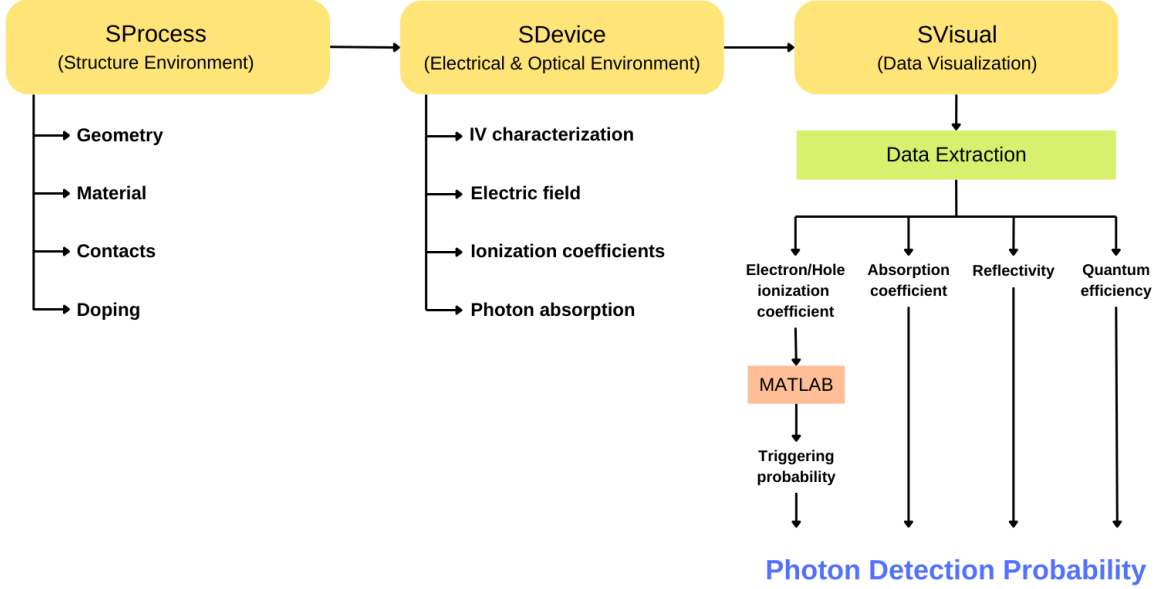 SProcess
(Structure Environment)
Geometry
Material
Contacts
Doping
SDevice
(Electrical & Optical Environment)
IV characterization
Electric field
Ionization coefficients
Photon absorption
SVisual
(Data Visualization)
Data Extraction
Electron/Hole
ionization
coefficient
MATLAB
Triggering
probability
Absorption
coefficient
Reflectivity
Quantum
efficiency
Photon Detection Probability